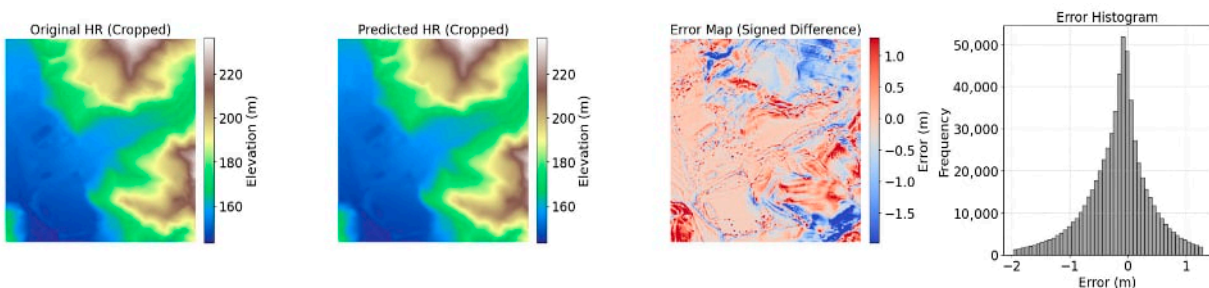 Original HR (Cropped)
220
200
180
160
Elevation (m)
Predicted HR (Cropped)
220
200
180
160
Elevation (m)
Error Map (Signed Difference)
1.0
0.5
0.0
−0.5
−1.0
−1.5
Error (m)
Error Histogram
50,000
40,000
30,000
20,000
10,000
0
Frequency
−2
−1
0
1
Error (m)